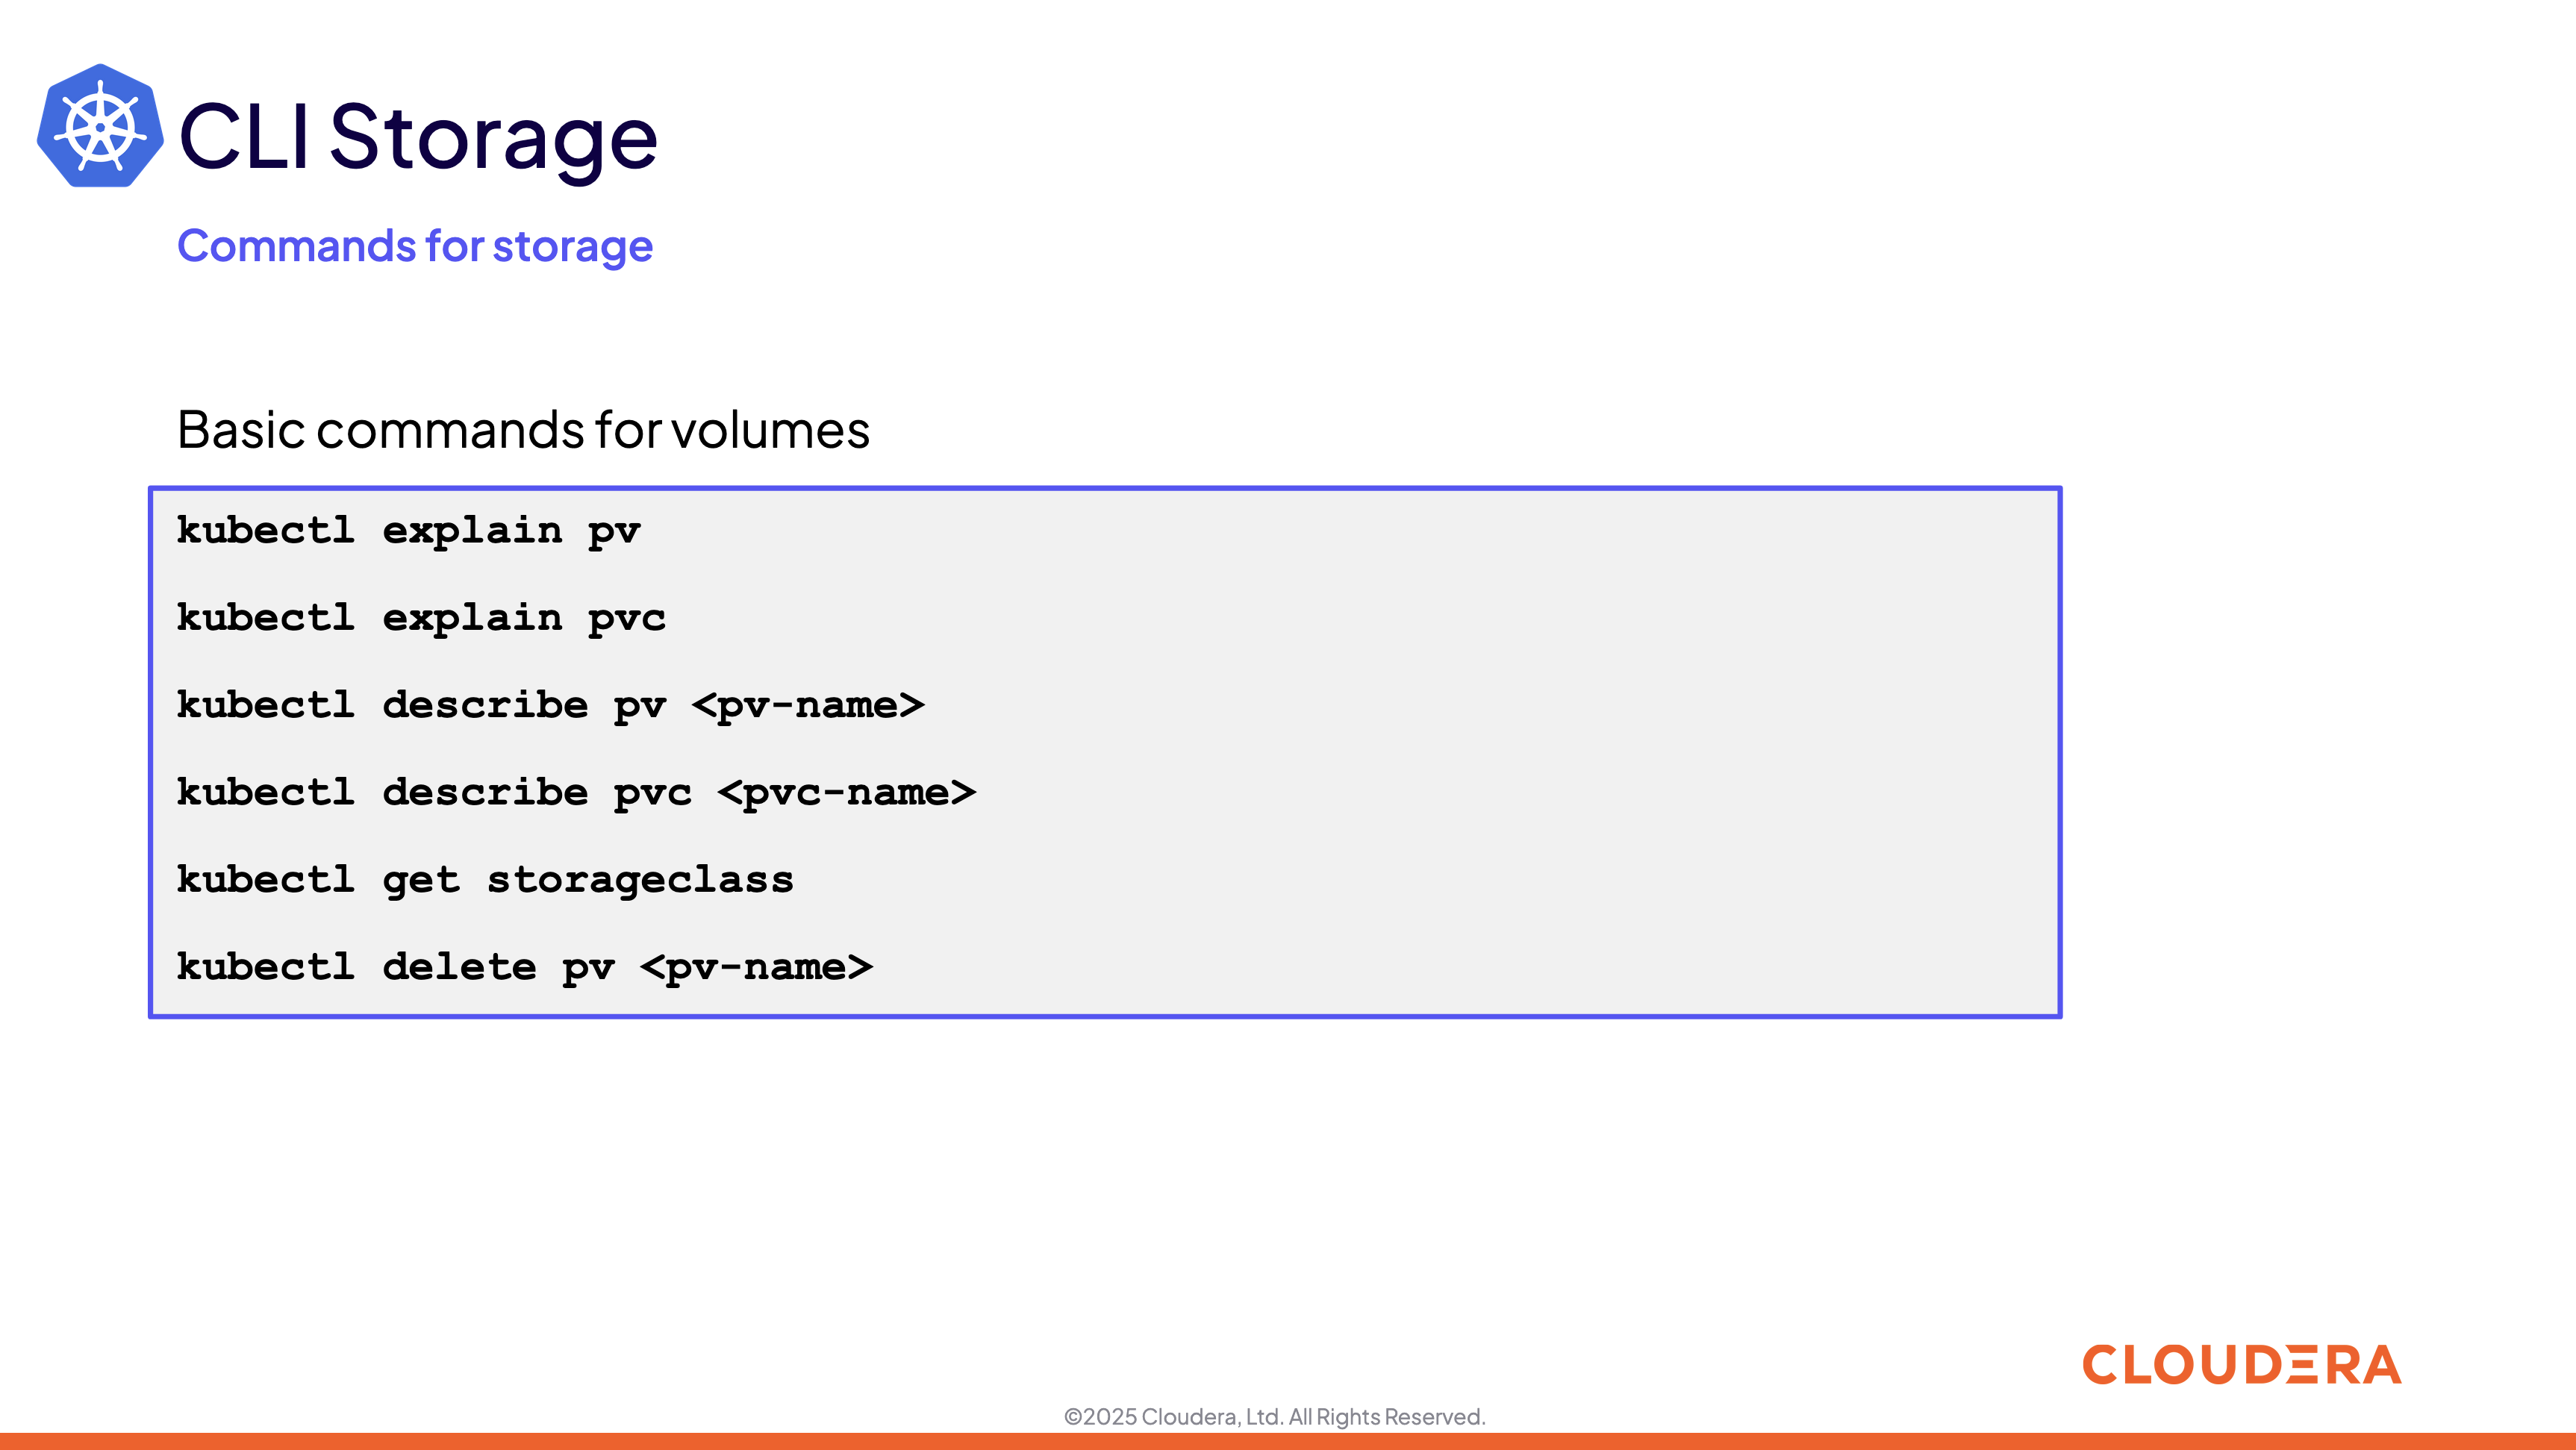 CLI Storage
Commands for storage
Basic commands for volumes
kubectl explain pv
kubectl explain pvc
kubectl describe pv <pv-name>
kubectl describe pvc <pvc-name>
kubectl get storageclass
kubectl delete pv <pv-name>
CLOUDERA
©2025 Cloudera, Ltd. All Rights Reserved.